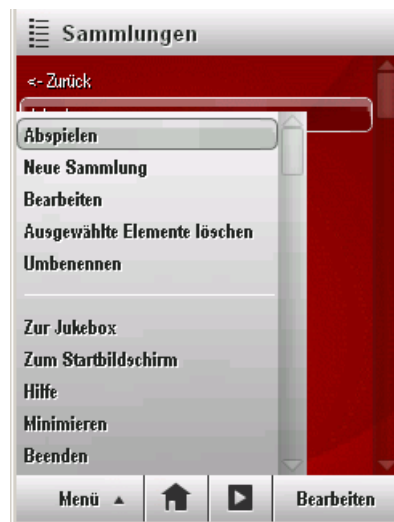 Sammlungen
<- Zurück
Abspielen
Neue Sammlung
Bearbeiten
Ausgewählte Elemente löschen
Umbenennen
Zur Jukebox
Zum Startbildschirm
Hilfe
Minimieren
Beenden
Menü
Bearbeiten